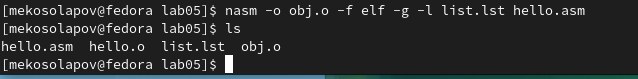 [mekosolapov@fedora lab05]$ nasm -o obj.o -f elf -g -l list.lst hello.asm
[mekosolapov@fedora lab05]$ ls
hello.asm  hello.o  list.lst  obj.o
[mekosolapov@fedora lab05]$